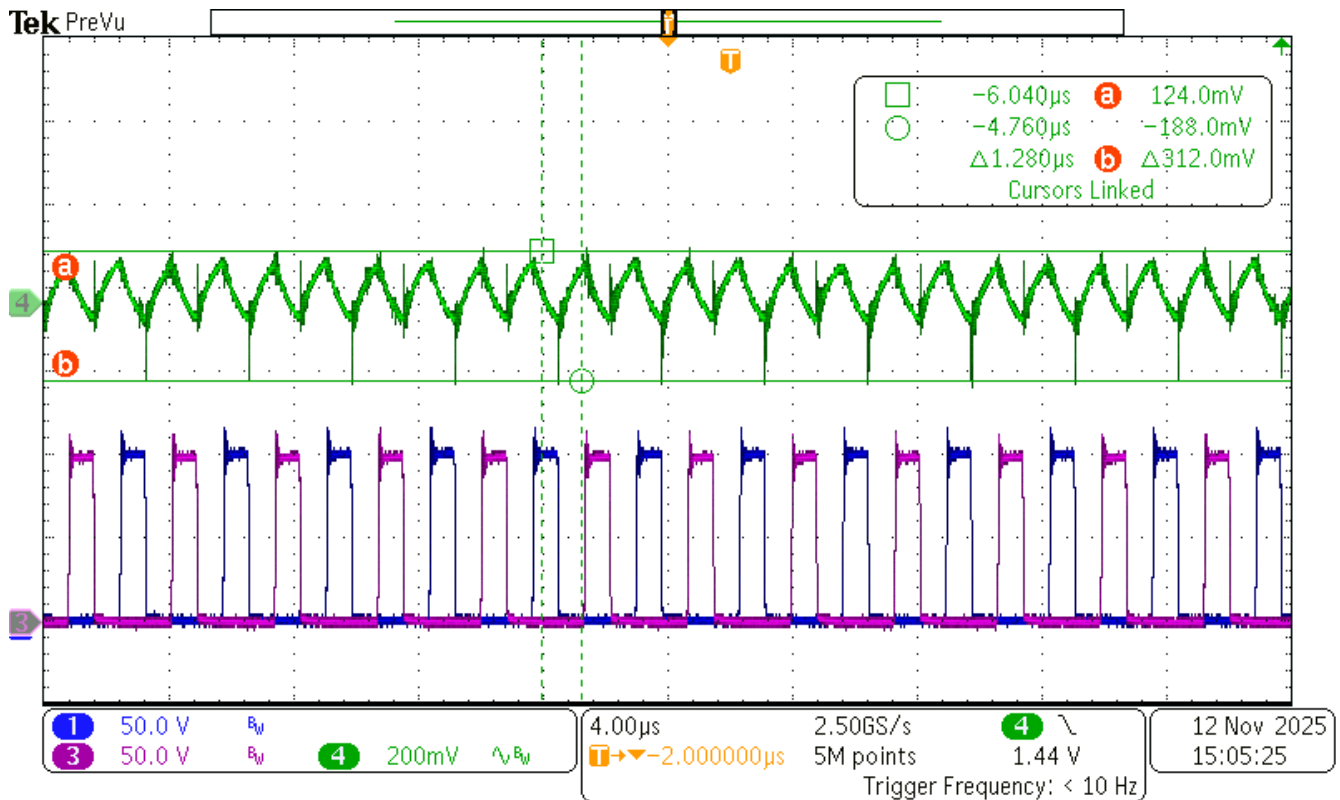 Tek PreVu
T
T
−6.040µs a 124.0mV
−4.760µs −188.0mV
Δ1.280µs b Δ312.0mV
Cursors Linked
a
4
b
3
1 50.0 V BW
3 50.0 V BW 4 200mV BW
4.00µs 2.50GS/s 4
T→▼−2.000000µs 5M points 1.44 V
Trigger Frequency: < 10 Hz
12 Nov 2025
15:05:25